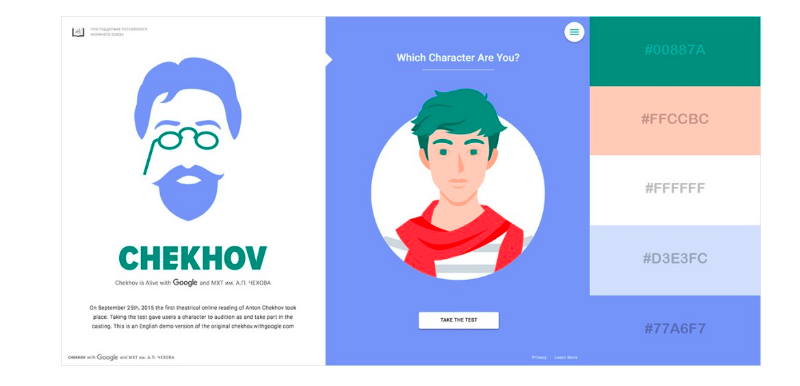 ПРИ ПОДДЕРЖКЕ РОССИЙСКОГО
КНИЖНОГО СОЮЗА
CHEKHOV
Chekhov is Alive with Google and МХТ им. А.П. ЧЕХОВА
On September 25th, 2015 the first theatrical online reading of Anton Chekhov took
place. Taking the test gave users a character to audition as and take part in the
casting. This is an English demo version of the original chekhov.withgoogle.com
CHEKHOV with Google and МХТ им. А.П. ЧЕХОВА
Which Character Are You?
TAKE THE TEST
Privacy | Learn More
#00887A
#FFCCBC
#FFFFFF
#D3E3FC
#77A6F7